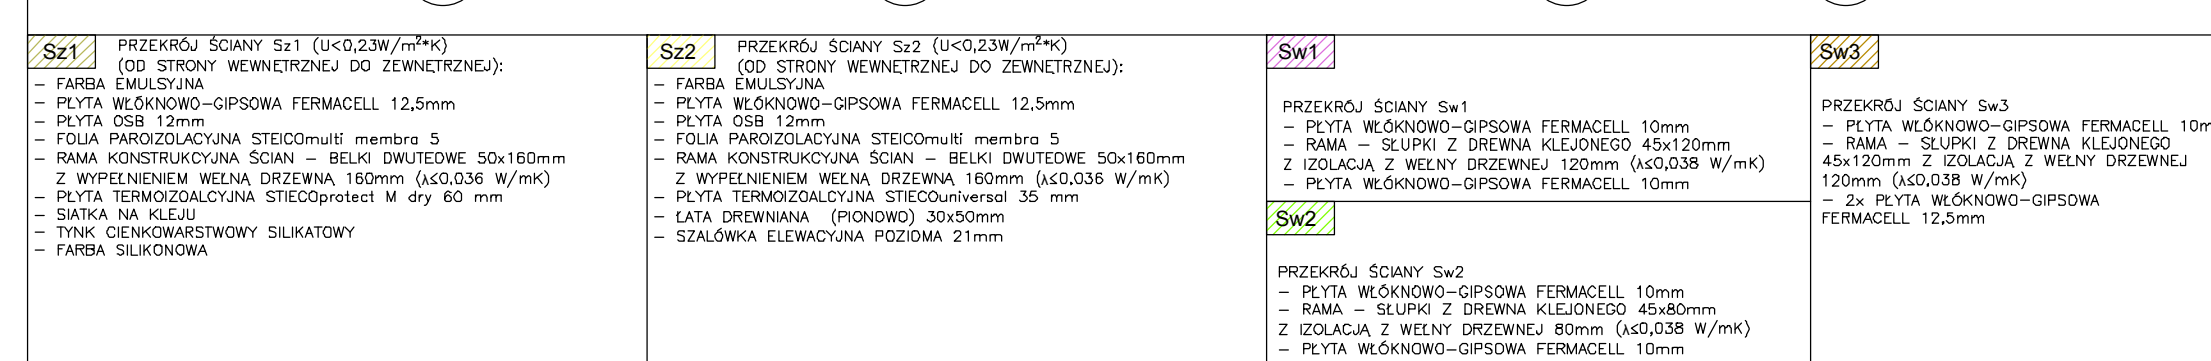 Sz1
PRZEKRÓJ ŚCIANY Sz1 (U<0,23W/m²*K)
(OD STRONY WEWNĘTRZNEJ DO ZEWNĘTRZNEJ):
- FARBA EMULSYJNA
- PŁYTA WŁÓKNOWO-GIPSOWA FERMACELL 12,5mm
- PŁYTA OSB 12mm
- FOLIA PAROIZOLACYJNA STEICOmulti membra 5
- RAMA KONSTRUKCYJNA ŚCIAN - BELKI DWUTEOWE 50x160mm
Z WYPEŁNIENIEM WEŁNĄ DRZEWNĄ 160mm (λ≤0,036 W/mK)
- PŁYTA TERMOIZOALCYJNA STIECOprotect M dry 60 mm
- SIATKA NA KLEJU
- TYNK CIENKOWARSTWOWY SILIKATOWY
- FARBA SILIKONOWA
Sz2
PRZEKRÓJ ŚCIANY Sz2 (U<0,23W/m²*K)
(OD STRONY WEWNĘTRZNEJ DO ZEWNĘTRZNEJ):
- FARBA EMULSYJNA
- PŁYTA WŁÓKNOWO-GIPSOWA FERMACELL 12,5mm
- PŁYTA OSB 12mm
- FOLIA PAROIZOLACYJNA STEICOmulti membra 5
- RAMA KONSTRUKCYJNA ŚCIAN - BELKI DWUTEOWE 50x160mm
Z WYPEŁNIENIEM WEŁNĄ DRZEWNĄ 160mm (λ≤0,036 W/mK)
- PŁYTA TERMOIZOALCYJNA STIECOuniversal 35 mm
- ŁATA DREWNIANA (PIONOWO) 30x50mm
- SZALÓWKA ELEWACYJNA POZIOMA 21mm
Sw1
PRZEKRÓJ ŚCIANY Sw1
- PŁYTA WŁÓKNOWO-GIPSOWA FERMACELL 10mm
- RAMA - SŁUPKI Z DREWNA KLEJONEGO 45x120mm
Z IZOLACJĄ Z WEŁNY DRZEWNEJ 120mm (λ≤0,038 W/mK)
- PŁYTA WŁÓKNOWO-GIPSOWA FERMACELL 10mm
Sw2
PRZEKRÓJ ŚCIANY Sw2
- PŁYTA WŁÓKNOWO-GIPSOWA FERMACELL 10mm
- RAMA - SŁUPKI Z DREWNA KLEJONEGO 45x80mm
Z IZOLACJĄ Z WEŁNY DRZEWNEJ 80mm (λ≤0,038 W/mK)
- PŁYTA WŁÓKNOWO-GIPSOWA FERMACELL 10mm
Sw3
PRZEKRÓJ ŚCIANY Sw3
- PŁYTA WŁÓKNOWO-GIPSOWA FERMACELL
- RAMA - SŁUPKI Z DREWNA KLEJONEGO
45x120mm Z IZOLACJĄ Z WEŁNY DRZEWNEJ
120mm (λ≤0,038 W/mK)
- 2x PŁYTA WŁÓKNOWO-GIPSOWA
FERMACELL 12,5mm